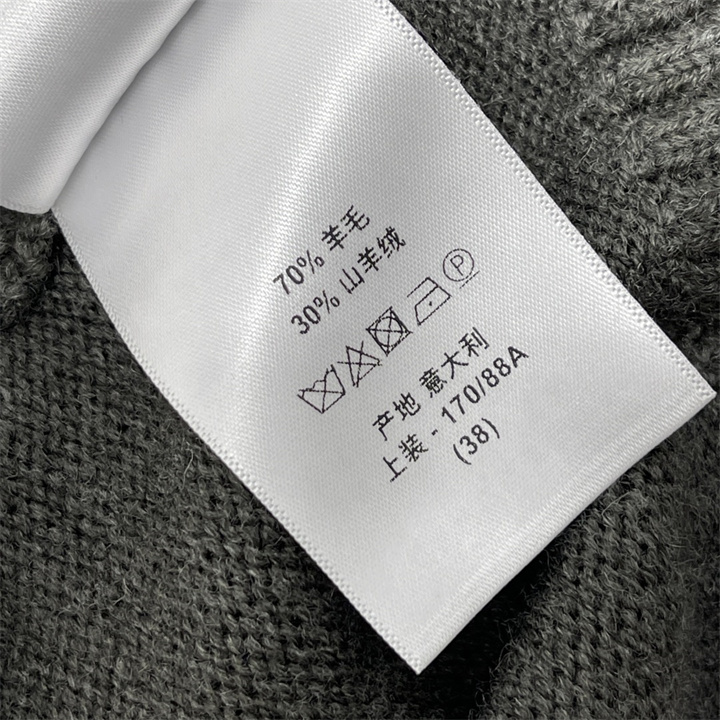 70% 羊毛
30% 山羊绒
P
产地 意大利
上装 - 170/88A
(38)